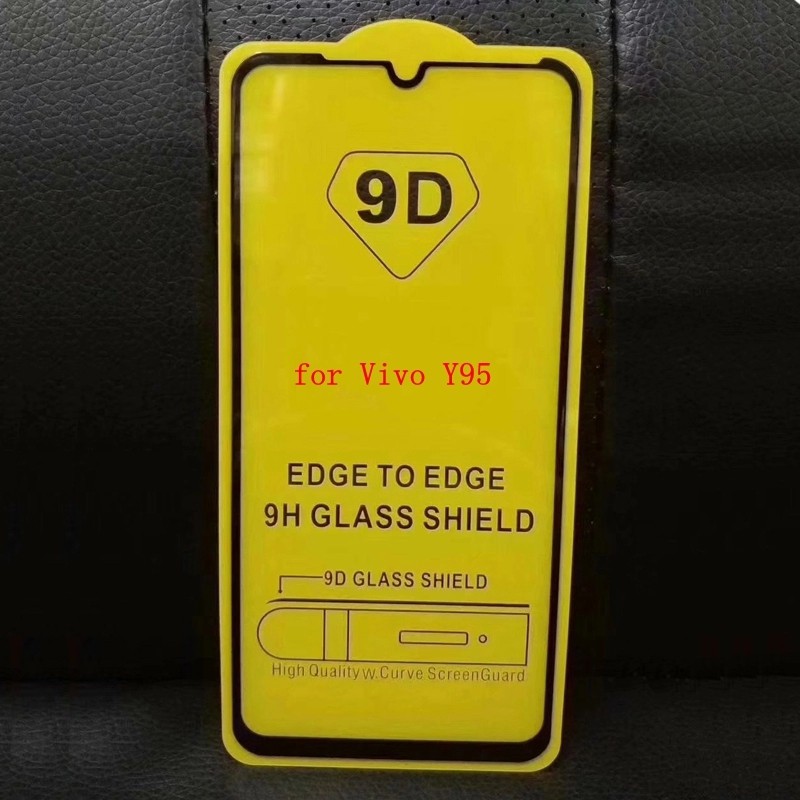 9D
for Vivo Y95
EDGE TO EDGE
9H GLASS SHIELD
9D GLASS SHIELD
High Quality w. Curve ScreenGuard